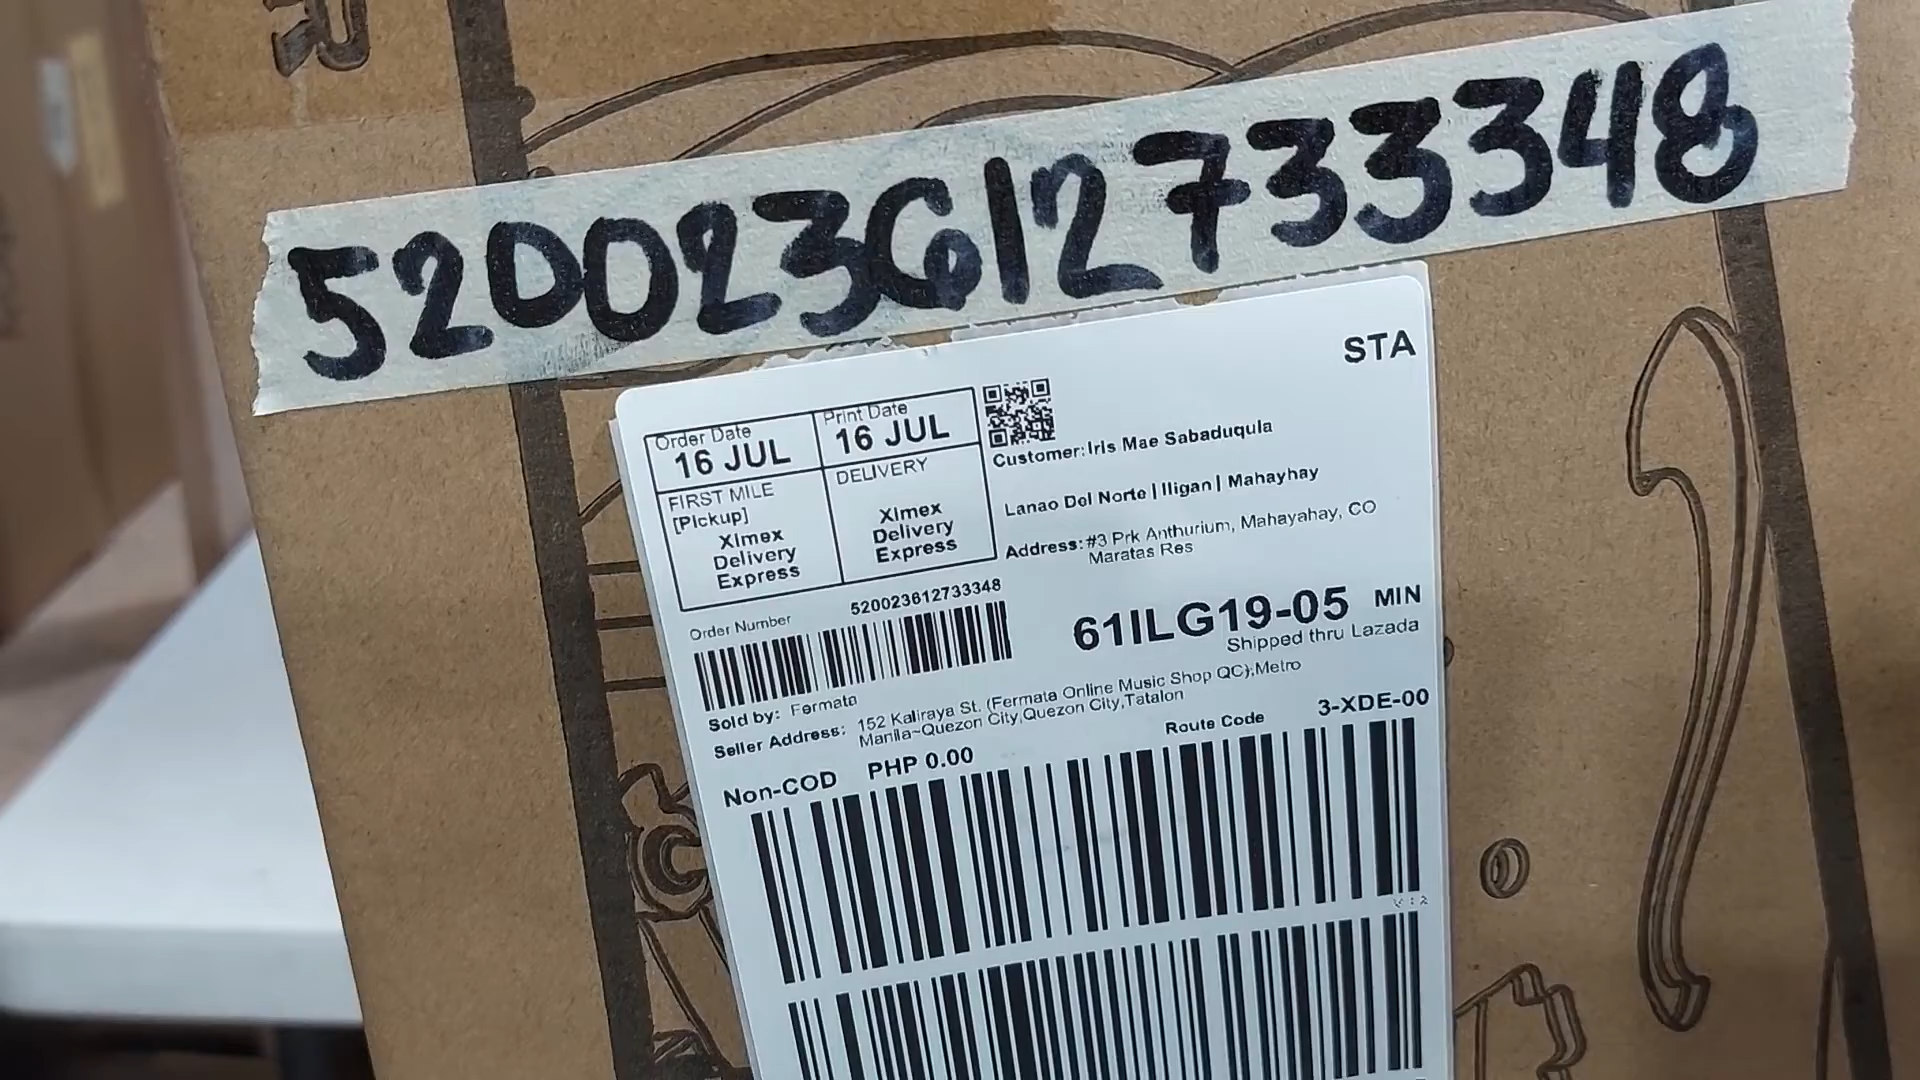 520023612733348
STA
Order Date
16 JUL
Print Date
16 JUL
FIRST MILE
[Pickup]
Ximex
Delivery
Express
DELIVERY
Ximex
Delivery
Express
Customer: Iris Mae Sabaduqula
Lanao Del Norte | Iligan | Mahayhay
Address: #3 Prk Anthurium, Mahayahay, CO
Maratas Res
Order Number
520023612733348
61ILG19-05 MIN
Shipped thru Lazada
Sold by: Fermata
Seller Address: 152 Kaliraya St. (Fermata Online Music Shop QC),Metro
Manila~Quezon City,Quezon City,Tatalon
Route Code 3-XDE-00
Non-COD PHP 0.00